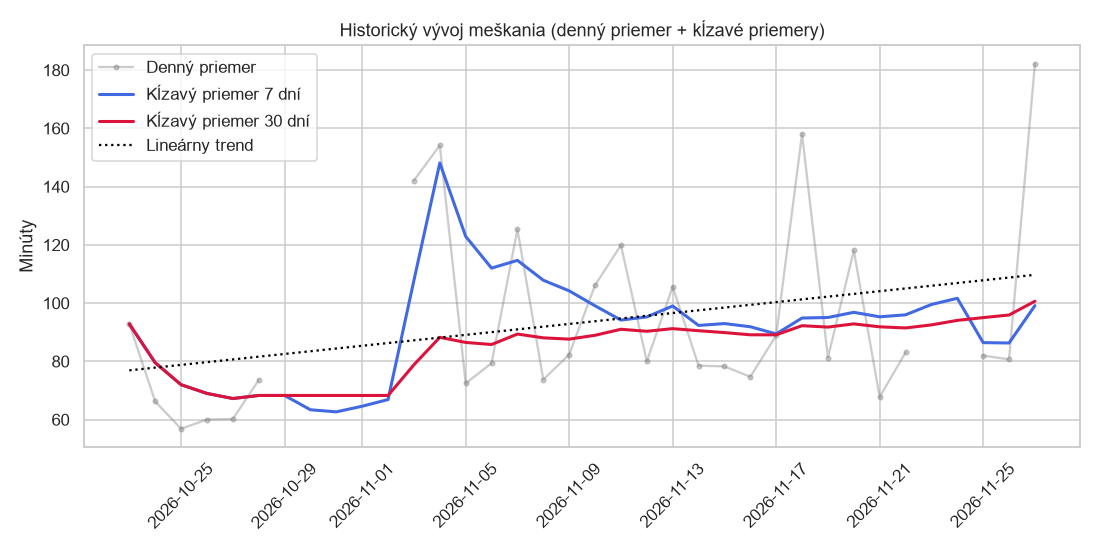 Historický vývoj meškania (denný priemer + kĺzavé priemery)
Denný priemer
Kĺzavý priemer 7 dní
Kĺzavý priemer 30 dní
Lineárny trend
Minúty
180
160
140
120
100
80
60
2026-10-25
2026-10-29
2026-11-01
2026-11-05
2026-11-09
2026-11-13
2026-11-17
2026-11-21
2026-11-25